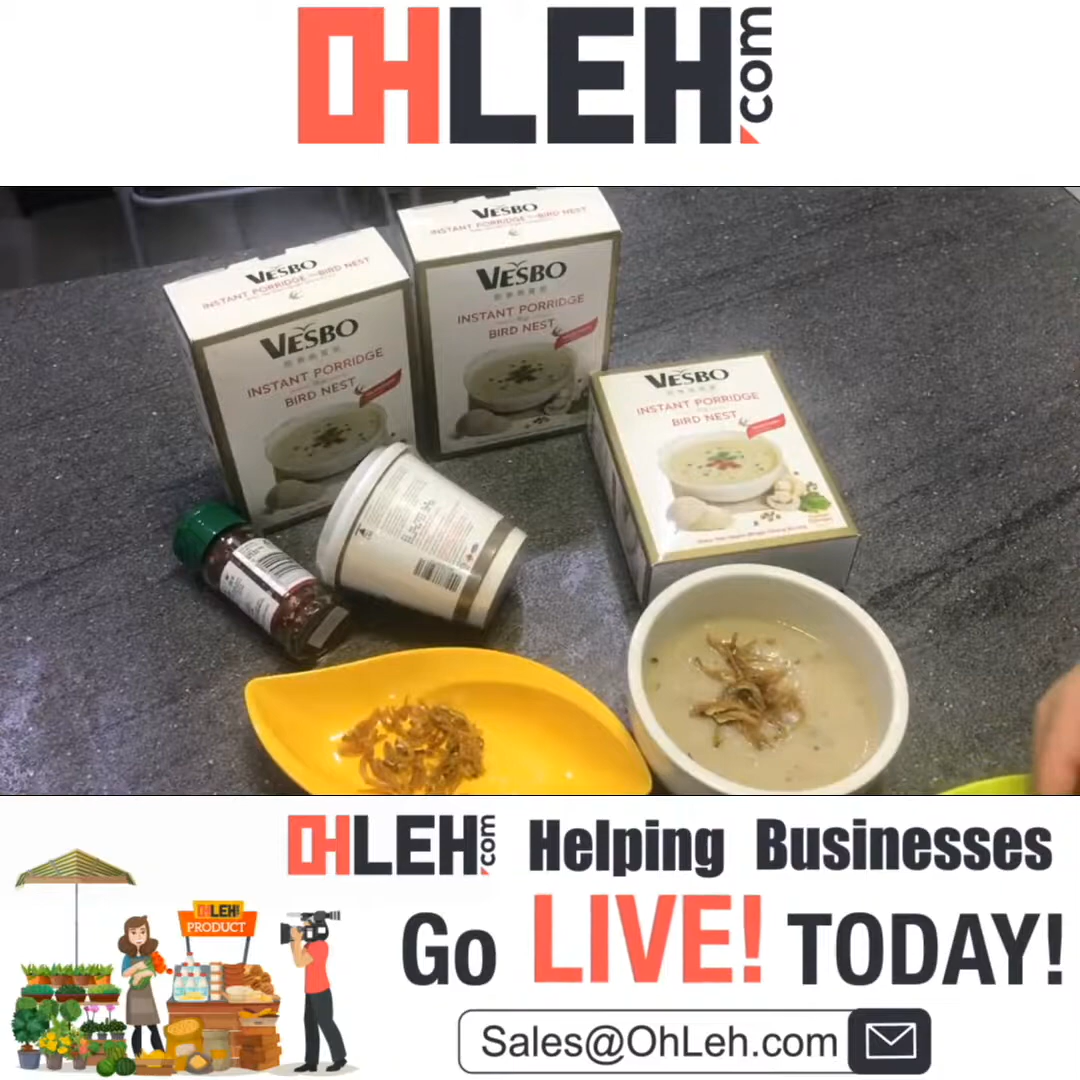 OHLEH.com
VESBO
INSTANT PORRIDGE BIRD NEST
VESBO
INSTANT PORRIDGE BIRD NEST
VESBO
INSTANT PORRIDGE
BIRD NEST
VESBO
INSTANT PORRIDGE
BIRD NEST
VESBO
INSTANT PORRIDGE
BIRD NEST
OHLEH.com Helping Businesses
Go LIVE! TODAY!
OHLEH!
PRODUCT
Sales@OhLeh.com